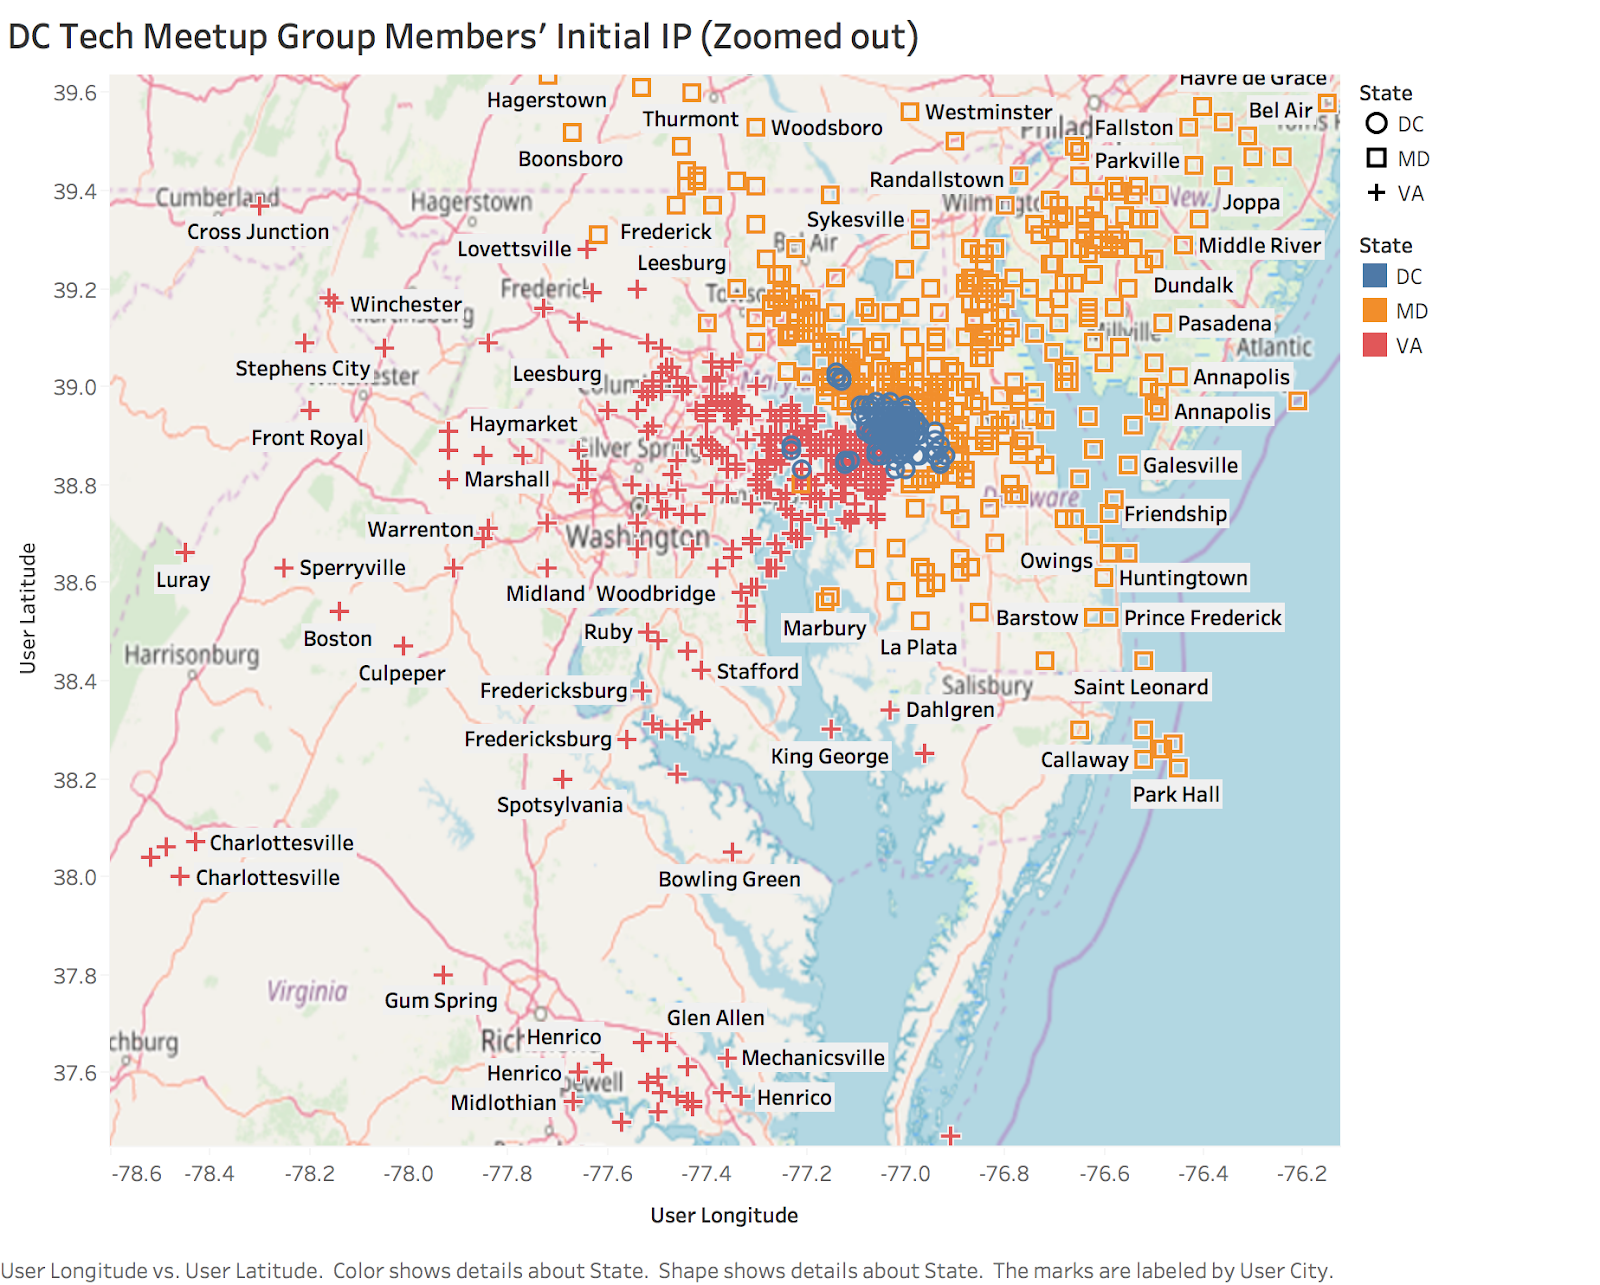 DC Tech Meetup Group Members' Initial IP (Zoomed out)
39.6
39.4
39.2
39.0
38.8
38.6
38.4
38.2
38.0
37.8
37.6
User Latitude
Havre de Grace
Hagerstown
Thurmont
Woodsboro
Westminster
Fallston
Bel Air
Boonsboro
Parkville
Randallstown
Cumberland
Hagerstown
Joppa
Cross Junction
Frederick
Sykesville
Lovettsville
Bel Air
Middle River
Leesburg
Dundalk
Winchester
Pasadena
Atlantic
Millville
Stephens City
Leesburg
Annapolis
Annapolis
Front Royal
Haymarket
Silver Spring
Galesville
Marshall
Delaware
Friendship
Warrenton
Washington
Owings
Luray
Sperryville
Huntingtown
Midland
Woodbridge
Boston
Ruby
Marbury
Barstow
Prince Frederick
Harrisonburg
Culpeper
La Plata
Stafford
Salisbury
Saint Leonard
Fredericksburg
Dahlgren
Fredericksburg
King George
Callaway
Spotsylvania
Park Hall
Charlottesville
Charlottesville
Bowling Green
Virginia
Gum Spring
Glen Allen
Henrico
chburg
Mechanicsville
Henrico
Midlothian
Henrico
-78.6 -78.4 -78.2 -78.0 -77.8 -77.6 -77.4 -77.2 -77.0 -76.8 -76.6 -76.4 -76.2
User Longitude
State
DC
MD
VA
State
DC
MD
VA
User Longitude vs. User Latitude. Color shows details about State. Shape shows details about State. The marks are labeled by User City.